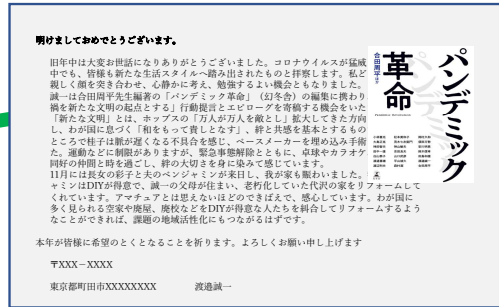 明けましておめでとうございます。
旧年中は大変お世話になりありがとうございました。コロナウイルスが猛威
中でも、皆様も新たな生活スタイルへ踏み出されたものと拝察します。私ど
親しく顔を突き合わせ、心静かに考え、勉強するよい機会ともなりました。
誠一は合田周平先生編著の「パンデミック革命」(幻冬舎)の編集に携わり
禍を新たな文明の起点とする」行動提言とエピローグを寄稿する機会をいた
「新たな文明」とは、ホップスの「万人が万人を敵とし」拡大してきた方向
し、わが国に息づく「和をもって貴しとなす」、絆と共感を基本とするもの
ところで桂子は脈が遅くなる不具合を感じ、ペースメーカーを埋め込み手術
た。運動などに制限がありますが、緊急事態解除とともに、卓球やカラオケ
同好の仲間と時を過ごし、絆の大切さを身に染みて感じています。
11月には長女の彩子と夫のベンジャミンが来日し、我が家も賑わいました。
ャミンはDIYが得意で、誠一の父母が住まい、老朽化していた代沢の家をリフォームして
くれています。アマチュアとは思えないほどのできばえで、感心しています。わが国に
多く見られる空家や廃屋、廃校などをDIYが得意な人たちを糾合してリフォームするよう
なことができれば、課題の地域活性化にもつながるはずです。
本年が皆様に希望のとくとなることを祈ります。よろしくお願い申し上げます
〒XXX－XXXX
東京都町田市XXXXXXXX 渡邉誠一
パンデミック
革命
合田周平